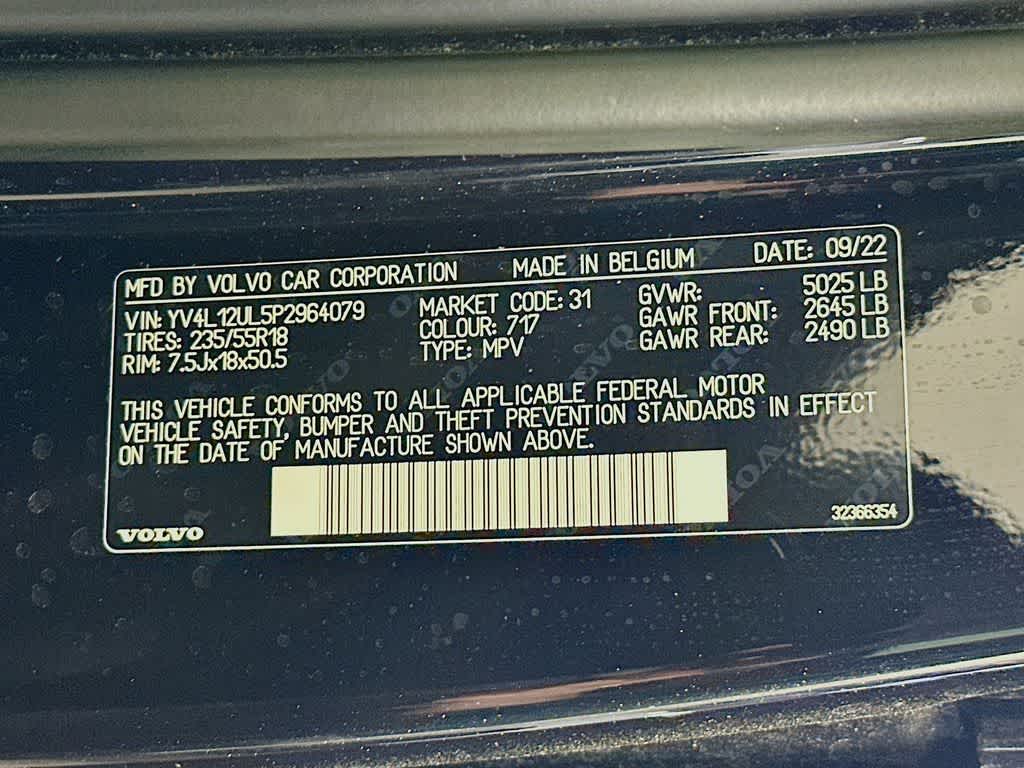 MFD BY VOLVO CAR CORPORATION MADE IN BELGIUM DATE: 09/22
VIN: YV4L12UL5P2964079 MARKET CODE: 31 GVWR: 5025 LB
TIRES: 235/55R18 COLOUR: 717 GAWR FRONT: 2645 LB
RIM: 7.5Jx18x50.5 TYPE: MPV GAWR REAR: 2490 LB
THIS VEHICLE CONFORMS TO ALL APPLICABLE FEDERAL MOTOR
VEHICLE SAFETY, BUMPER AND THEFT PREVENTION STANDARDS IN EFFECT
ON THE DATE OF MANUFACTURE SHOWN ABOVE.
VOLVO 32366354